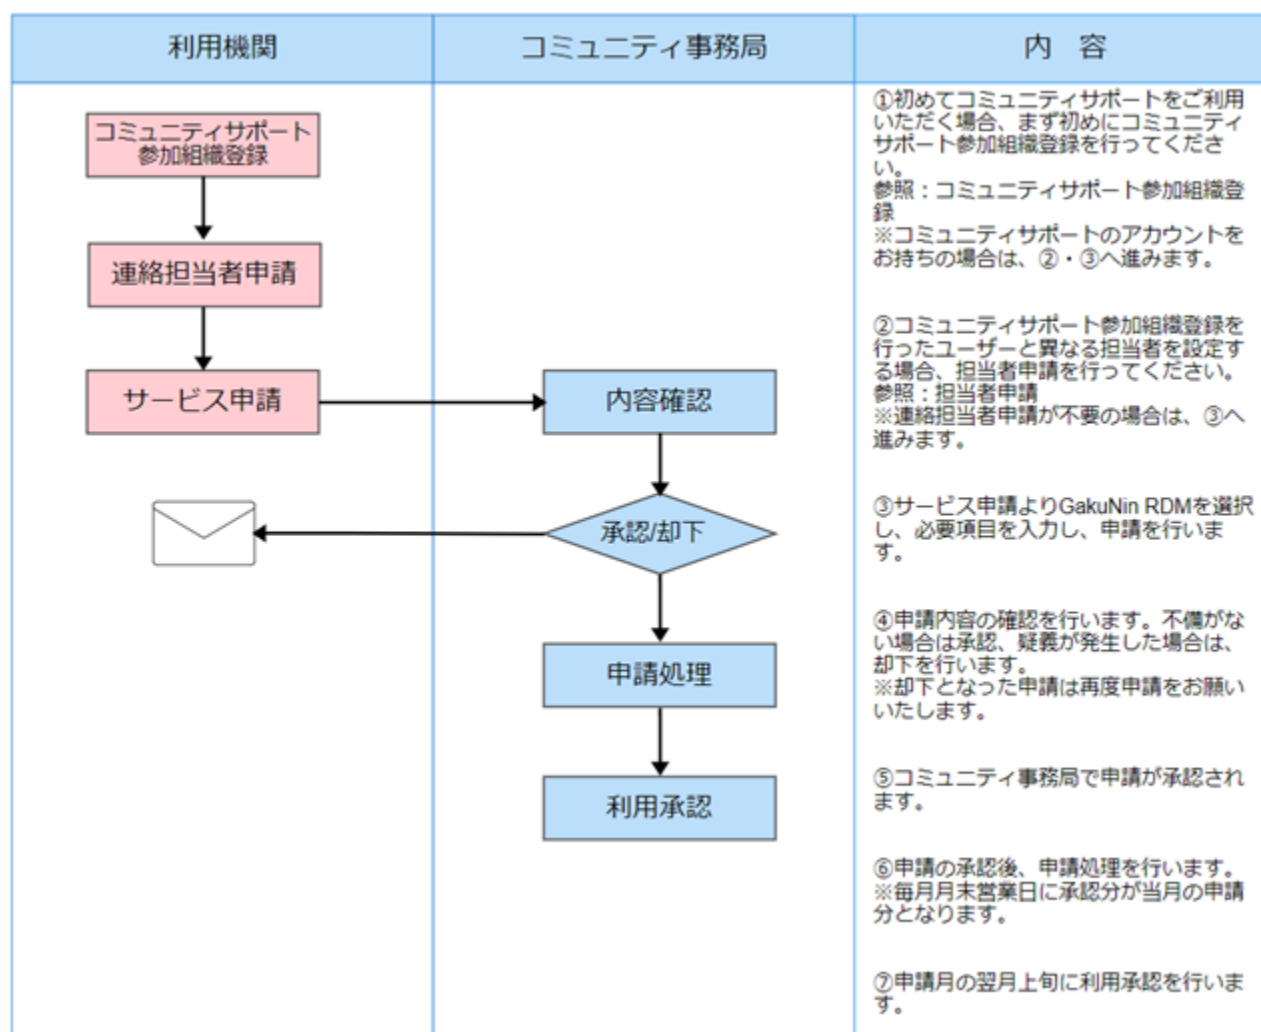 利用機関
コミュニティ事務局
内　容
コミュニティサポート
参加組織登録
連絡担当者申請
サービス申請
内容確認
承認/却下
申請処理
利用承認
①初めてコミュニティサポートをご利用
いただく場合、まず初めにコミュニティ
サポート参加組織登録を行ってくださ
い。
参照：コミュニティサポート参加組織登
録
※コミュニティサポートのアカウントを
お持ちの場合は、②・③へ進みます。
②コミュニティサポート参加組織登録を
行ったユーザーと異なる担当者を設定す
る場合、担当者申請を行ってください。
参照：担当者申請
※連絡担当者申請が不要の場合は、③へ
進みます。
③サービス申請よりGakuNin RDMを選択
し、必要項目を入力し、申請を行いま
す。
④申請内容の確認を行います。不備がな
い場合は承認、疑義が発生した場合は、
却下を行います。
※却下となった申請は再度申請をお願い
いたします。
⑤コミュニティ事務局で申請が承認され
ます。
⑥申請の承認後、申請処理を行います。
※毎月月末営業日に承認分が当月の申請
分となります。
⑦申請月の翌月上旬に利用承認を行いま
す。